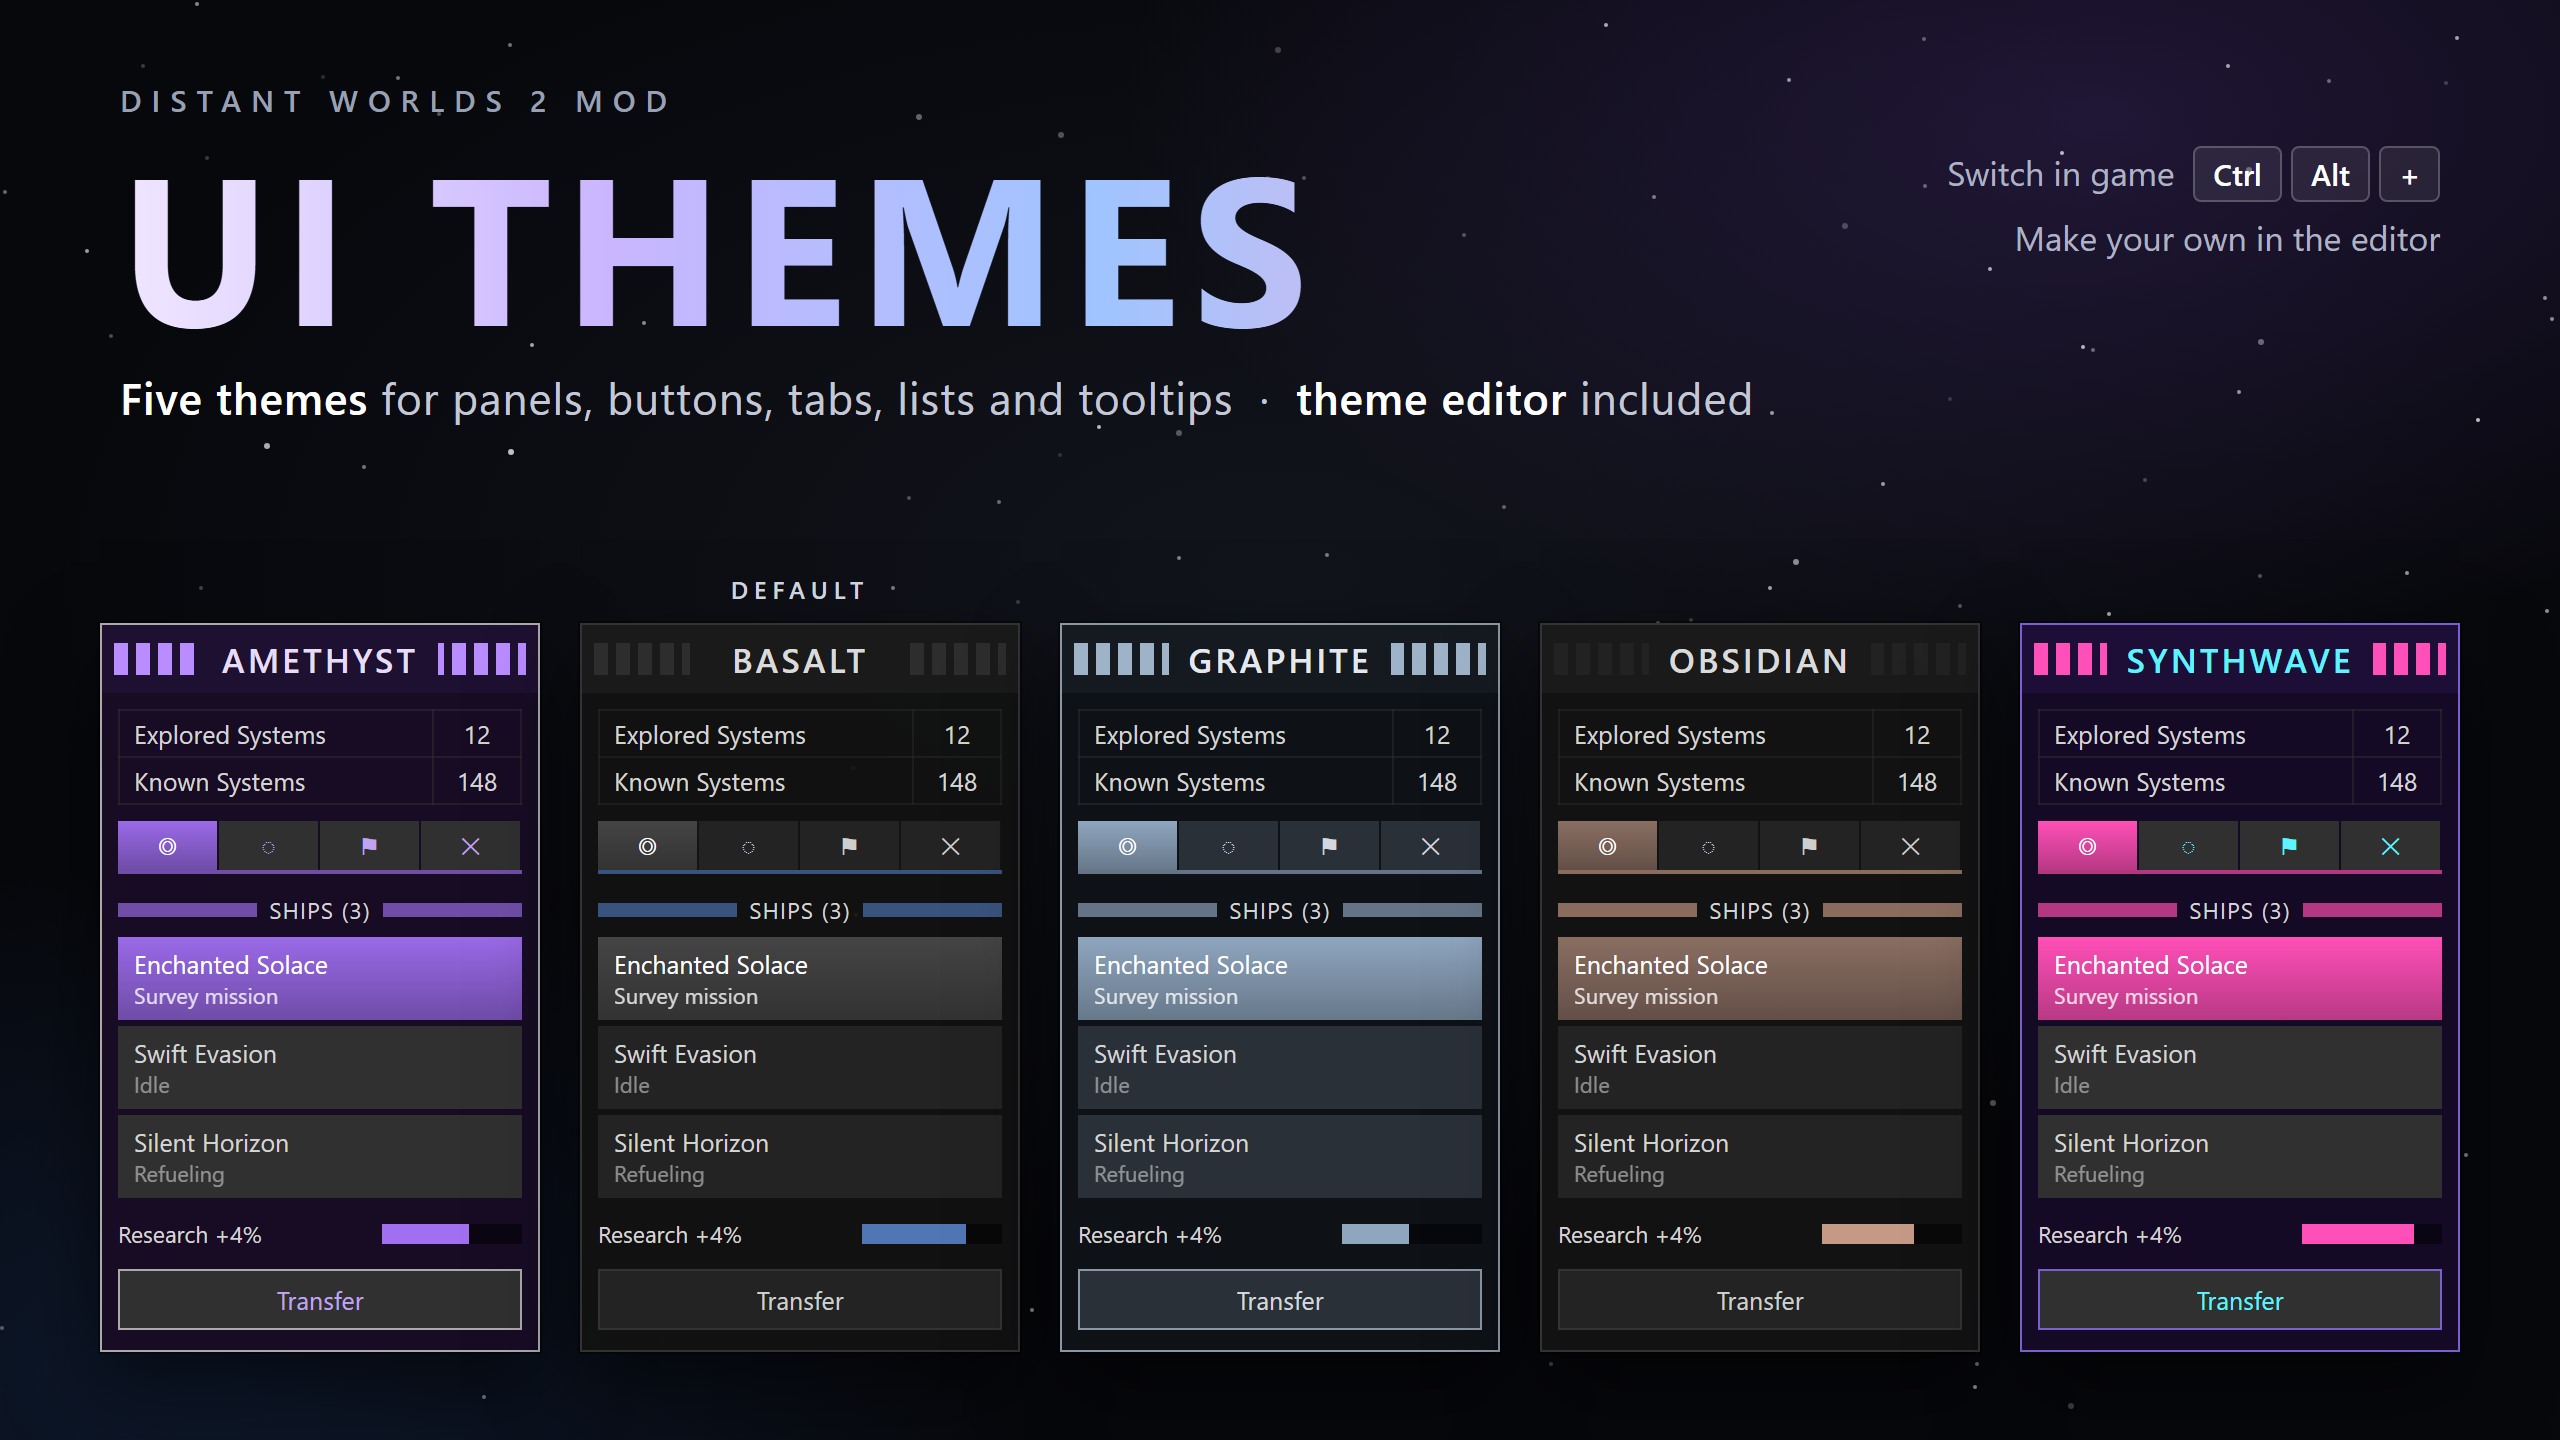 DISTANT WORLDS 2 MOD
UI THEMES
Switch in game Ctrl Alt +
Make your own in the editor
Five themes for panels, buttons, tabs, lists and tooltips · theme editor included
DEFAULT
AMETHYST
Explored Systems 12
Known Systems 148
SHIPS (3)
Enchanted Solace
Survey mission
Swift Evasion
Idle
Silent Horizon
Refueling
Research +4%
Transfer
BASALT
Explored Systems 12
Known Systems 148
SHIPS (3)
Enchanted Solace
Survey mission
Swift Evasion
Idle
Silent Horizon
Refueling
Research +4%
Transfer
GRAPHITE
Explored Systems 12
Known Systems 148
SHIPS (3)
Enchanted Solace
Survey mission
Swift Evasion
Idle
Silent Horizon
Refueling
Research +4%
Transfer
OBSIDIAN
Explored Systems 12
Known Systems 148
SHIPS (3)
Enchanted Solace
Survey mission
Swift Evasion
Idle
Silent Horizon
Refueling
Research +4%
Transfer
SYNTHWAVE
Explored Systems 12
Known Systems 148
SHIPS (3)
Enchanted Solace
Survey mission
Swift Evasion
Idle
Silent Horizon
Refueling
Research +4%
Transfer